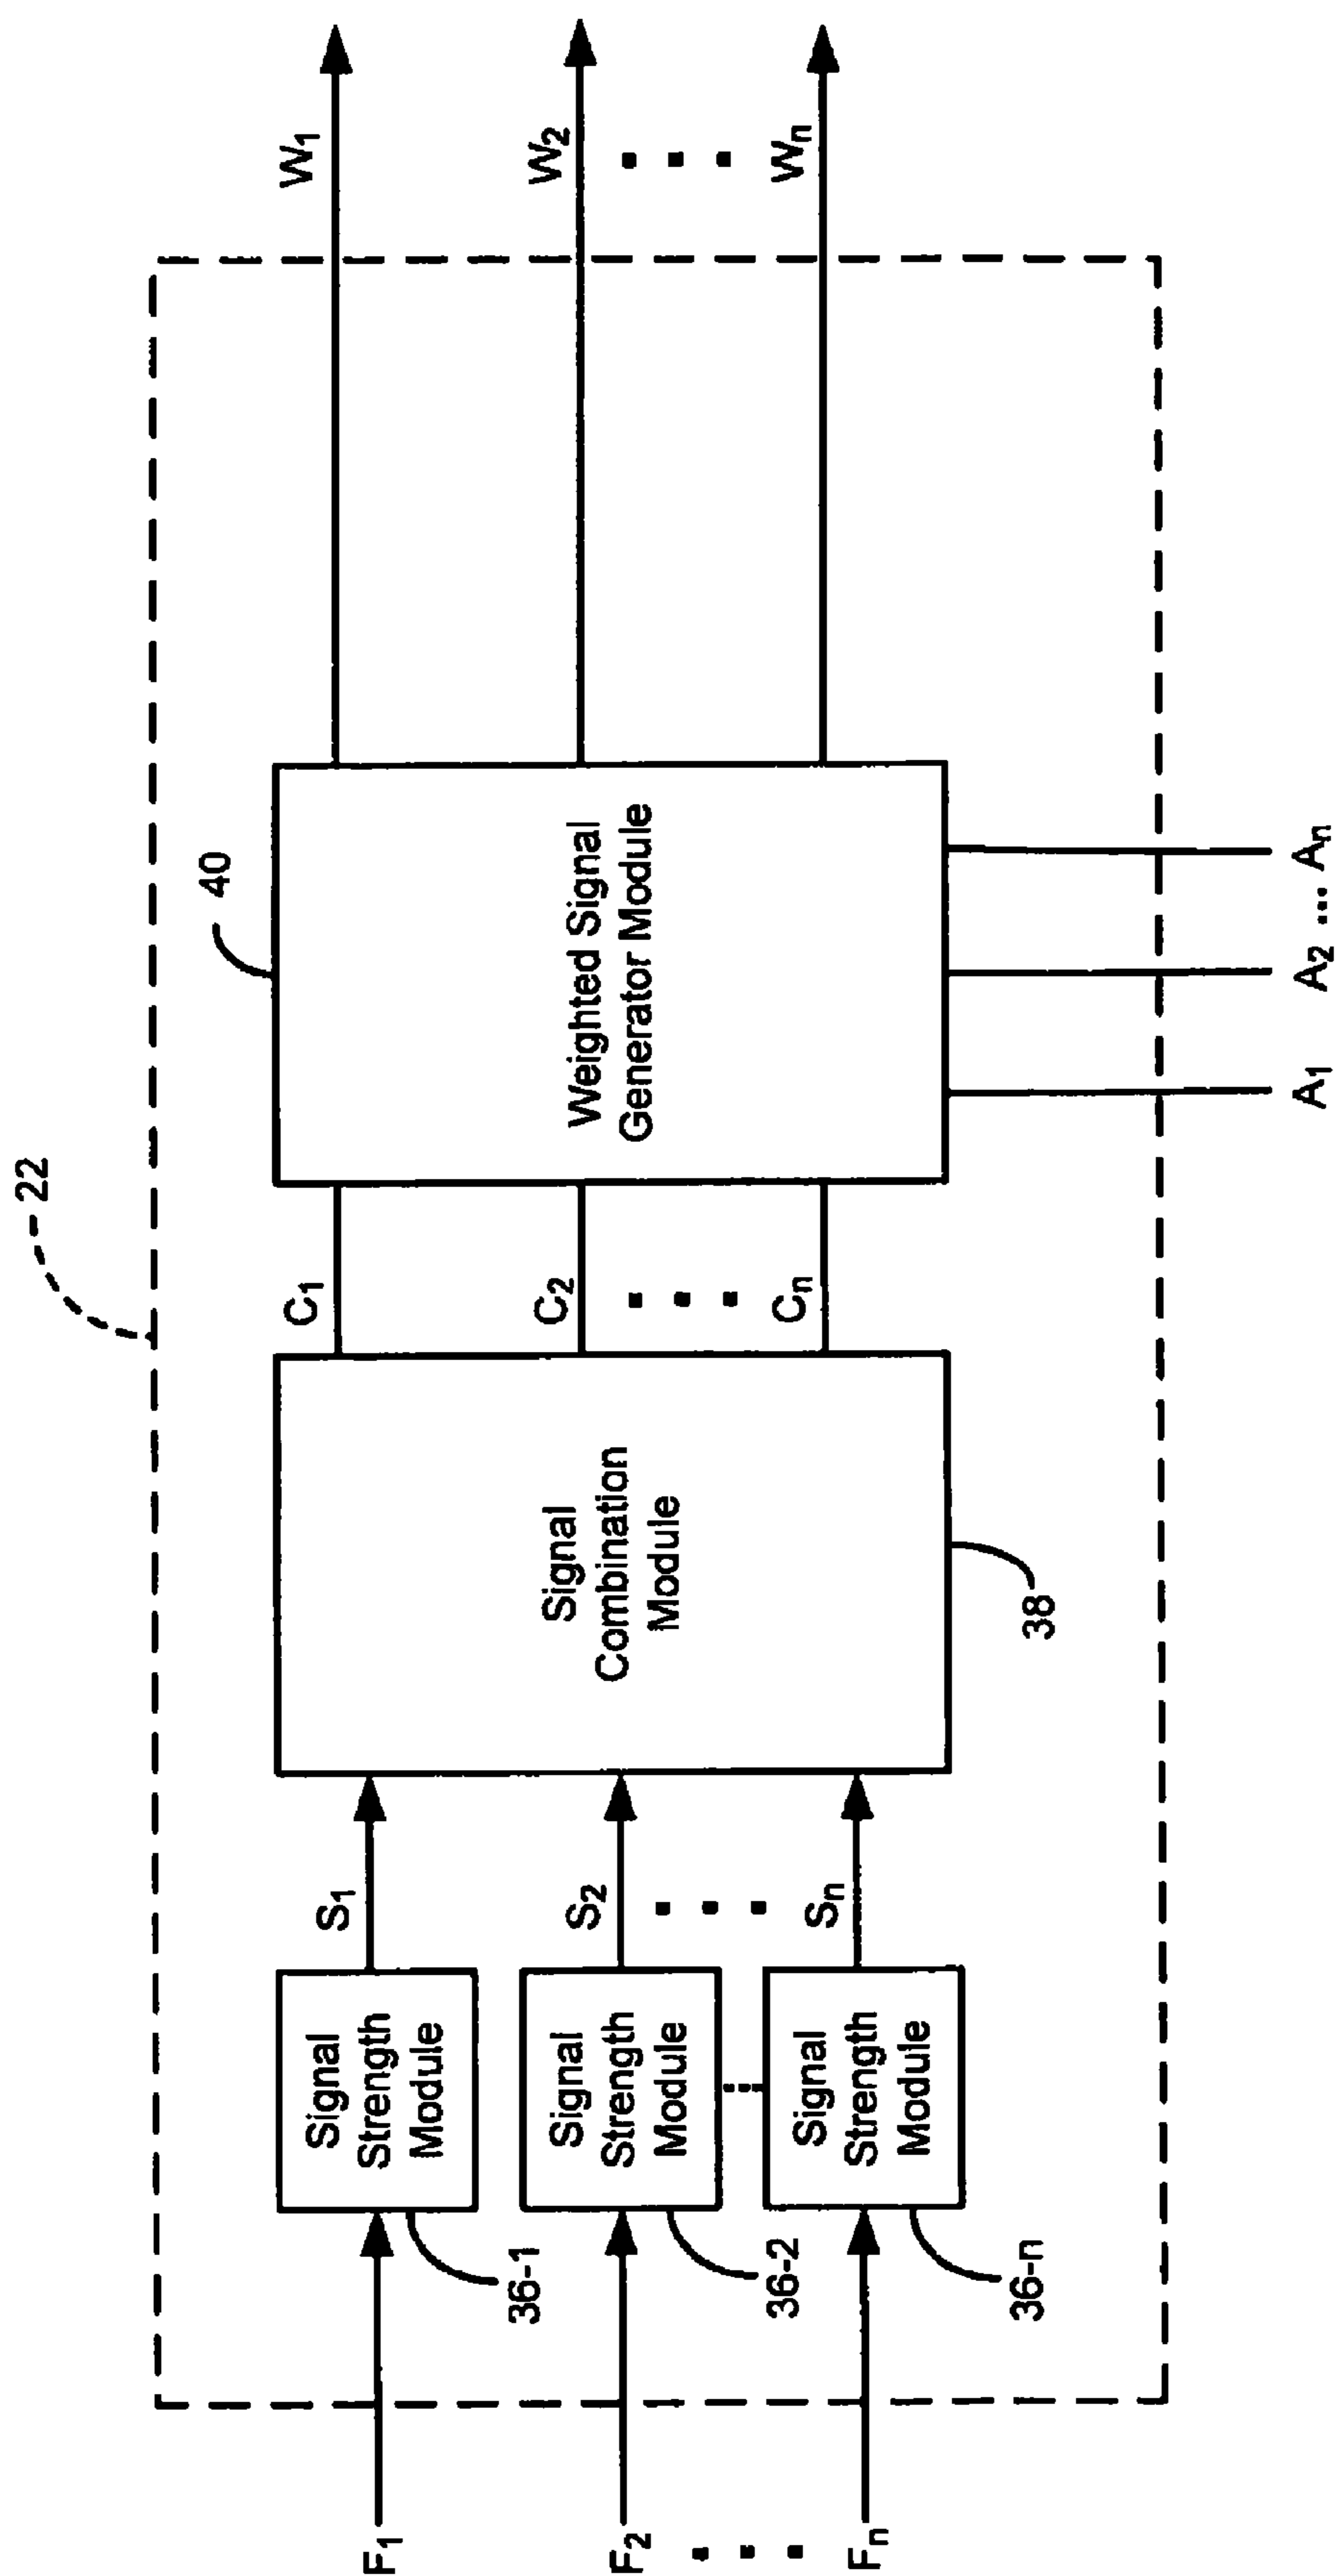 22
F1
F2
. . .
Fn
Signal
Strength
Module
36-1
Signal
Strength
Module
36-2
Signal
Strength
Module
36-n
S1
S2
. . .
Sn
Signal
Combination
Module
38
C1
C2
. . .
Cn
40
Weighted Signal
Generator Module
A1 A2 ... An
W1
W2
. . .
Wn